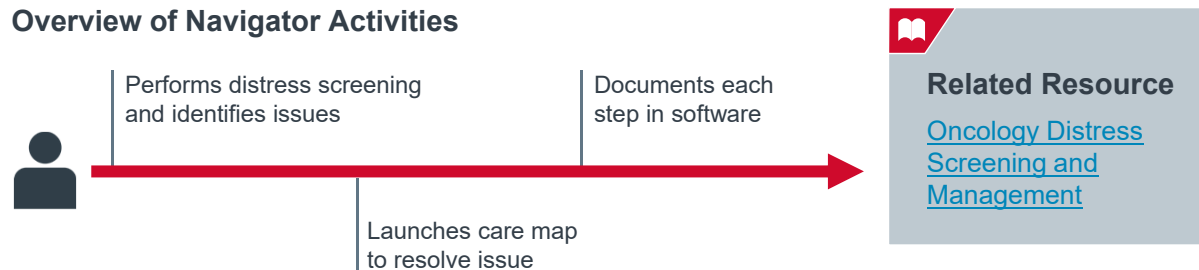 Overview of Navigator Activities
Performs distress screening
and identifies issues
Documents each
step in software
Launches care map
to resolve issue
Related Resource
Oncology Distress
Screening and
Management